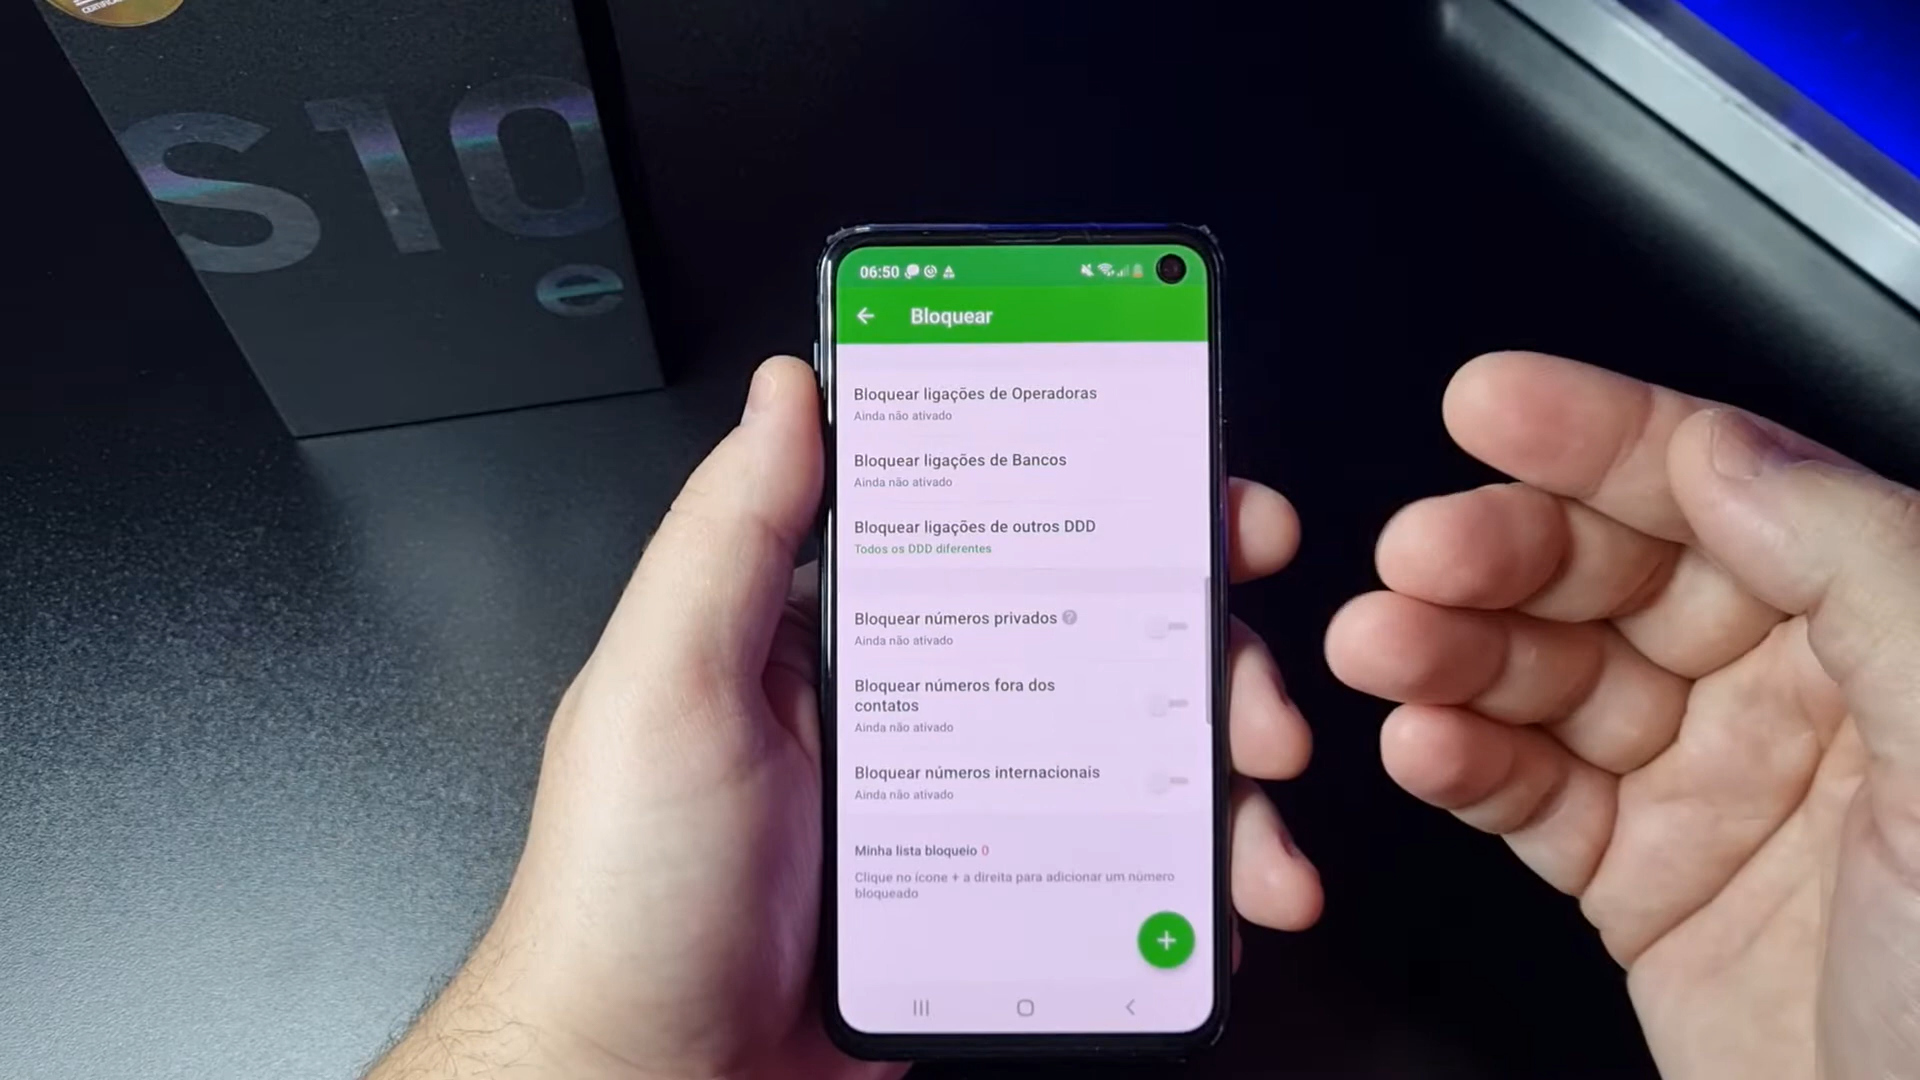 S10
e
06:50
Bloquear
Bloquear ligações de Operadoras
Ainda não ativado
Bloquear ligações de Bancos
Ainda não ativado
Bloquear ligações de outros DDD
Todos os DDD diferentes
Bloquear números privados ?
Ainda não ativado
Bloquear números fora dos
contatos
Ainda não ativado
Bloquear números internacionais
Ainda não ativado
Minha lista bloqueio 0
Clique no ícone + a direita para adicionar um número
bloqueado
+